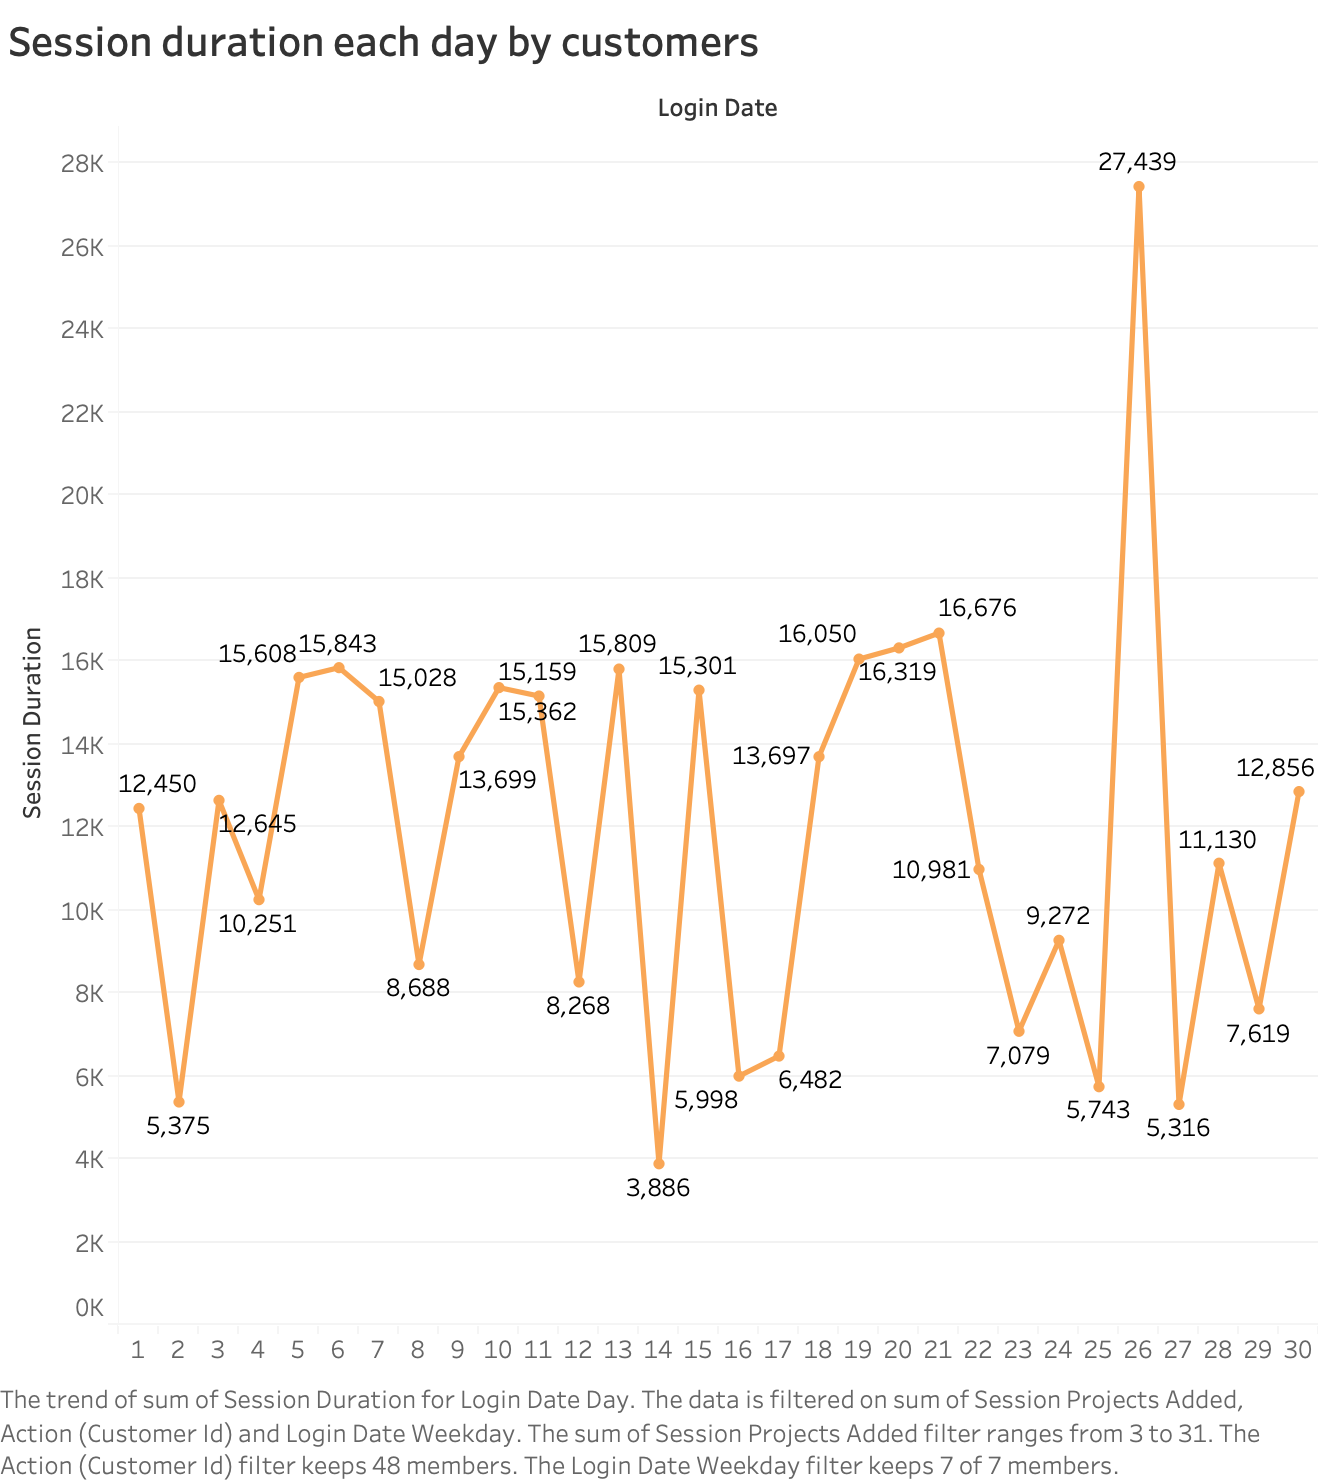 Session duration each day by customers
Login Date
28K
27,439
26K
24K
22K
20K
18K
16,676
16,050
15,608
15,843
15,809
16K
15,301
16,319
15,159
15,028
15,362
Session Duration
14K
13,697
13,699
12,856
12,450
12,645
12K
11,130
10,981
10,251
10K
9,272
8,688
8K
8,268
7,619
7,079
6K
6,482
5,998
5,743
5,375
5,316
4K
3,886
2K
0K
1 2 3 4 5 6 7 8 9 10 11 12 13 14 15 16 17 18 19 20 21 22 23 24 25 26 27 28 29 30
The trend of sum of Session Duration for Login Date Day. The data is filtered on sum of Session Projects Added,
Action (Customer Id) and Login Date Weekday. The sum of Session Projects Added filter ranges from 3 to 31. The
Action (Customer Id) filter keeps 48 members. The Login Date Weekday filter keeps 7 of 7 members.